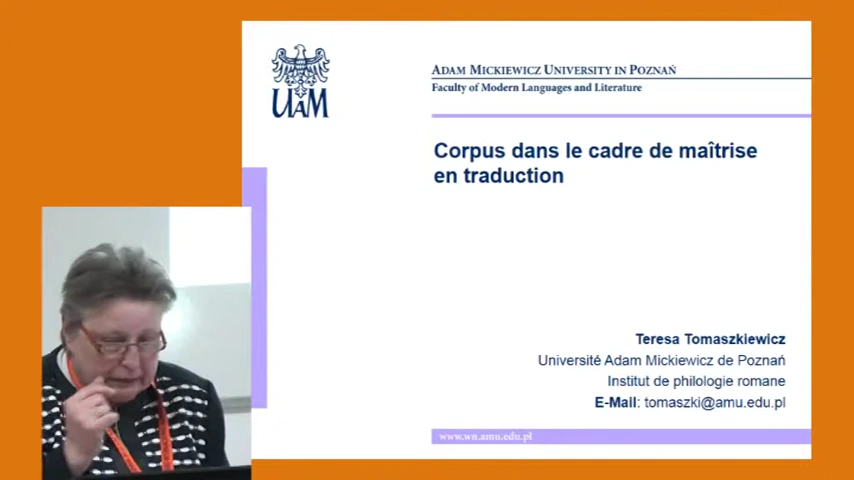 UAM
ADAM MICKIEWICZ UNIVERSITY IN POZNAŃ
Faculty of Modern Languages and Literature
Corpus dans le cadre de maîtrise
en traduction
Teresa Tomaszkiewicz
Université Adam Mickiewicz de Poznań
Institut de philologie romane
E-Mail: tomaszki@amu.edu.pl
www.wn.amu.edu.pl